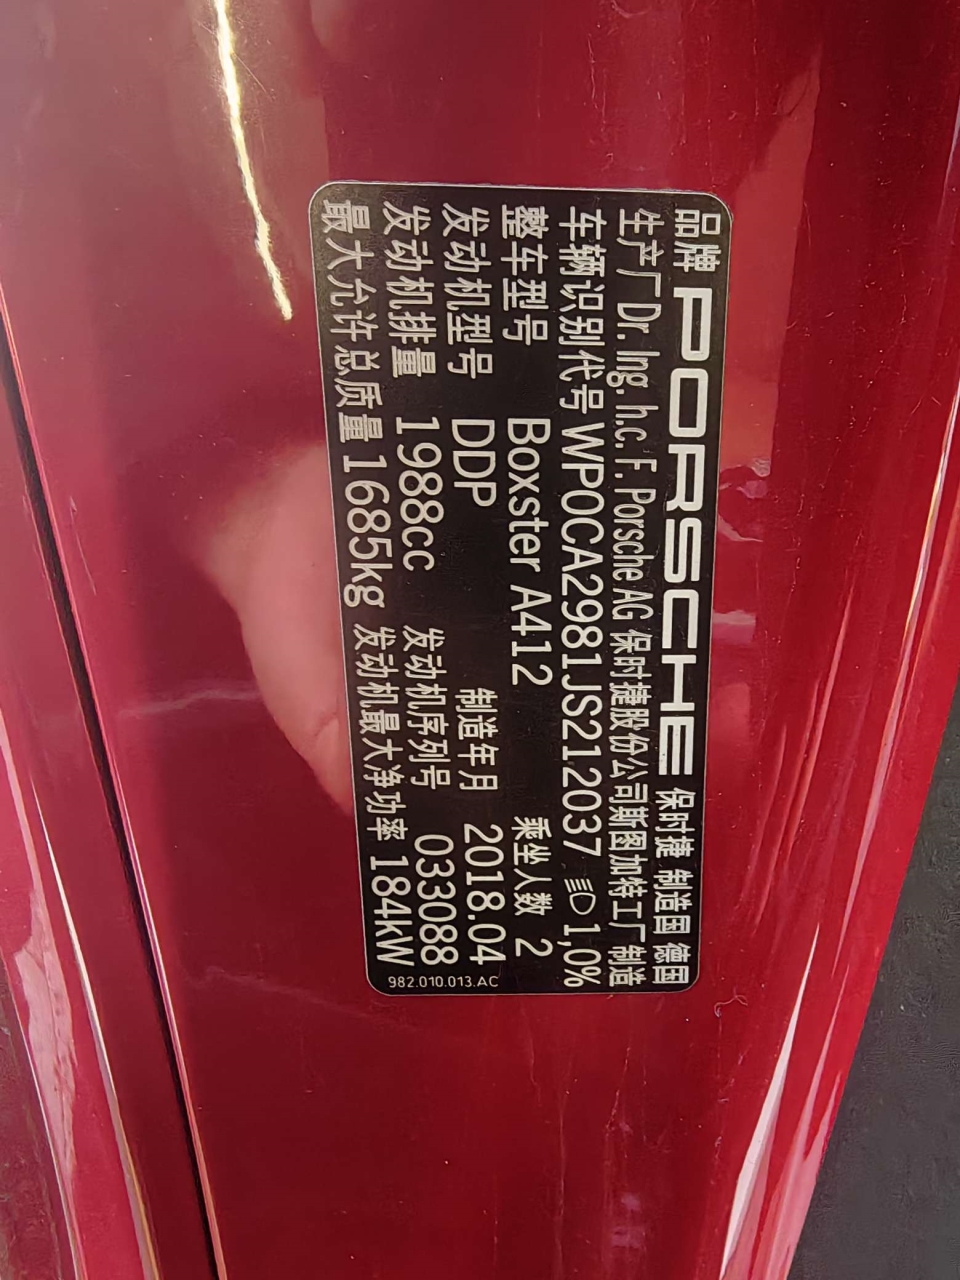 品牌 PORSCHE 保时捷 制造国 德国
生产厂 Dr. Ing. h.c. F. Porsche AG 保时捷股份公司斯图加特工厂 制造
车辆识别代号 WP0CA2981JS212037 1,0%
整车型号 Boxster A412 乘坐人数 2
发动机型号 DDP 制造年月 2018.04
发动机排量 1988cc 发动机序列号 033088
最大允许总质量 1685kg 发动机最大净功率 184kW
982.010.013.AC